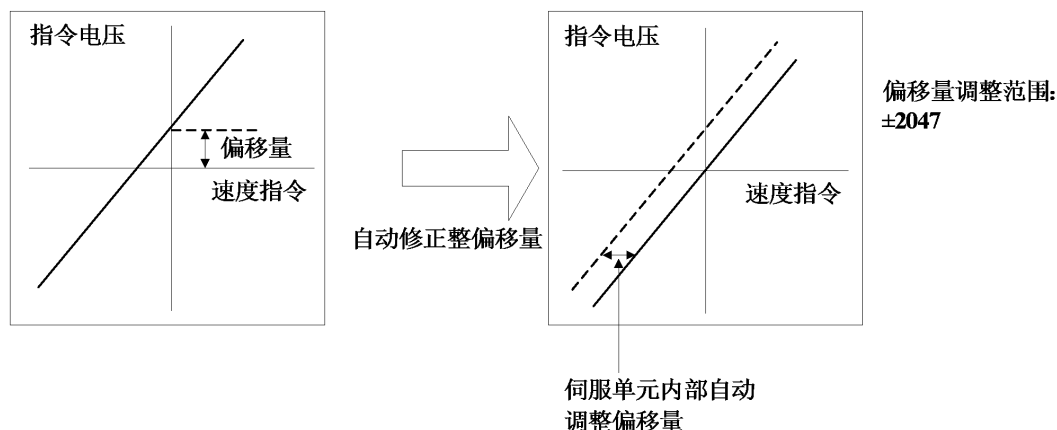 指令电压
偏移量
速度指令
自动修正整偏移量
指令电压
速度指令
伺服单元内部自动
调整偏移量
偏移量调整范围:
±2047